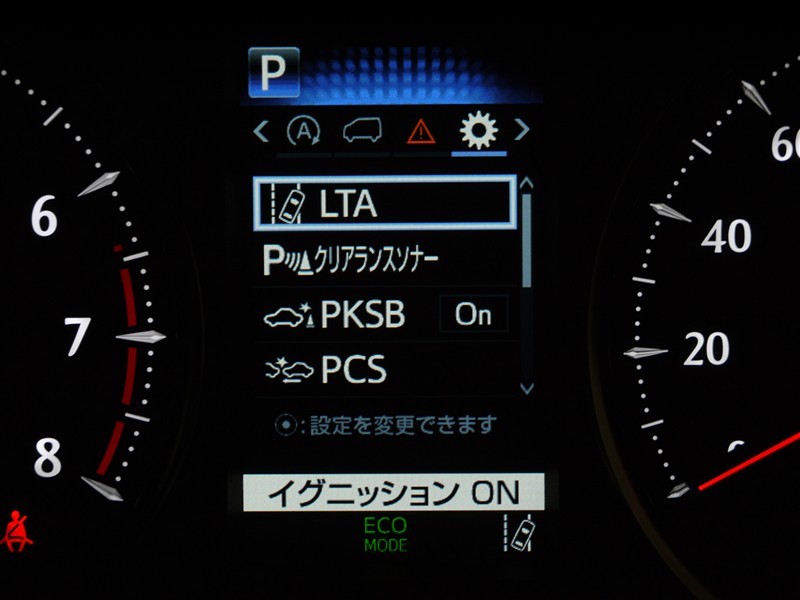 P
A
LTA
Pクリアランスソナー
PKSB On
PCS
:設定を変更できます
イグニッション ON
ECO
MODE
6
7
8
60
40
20
0